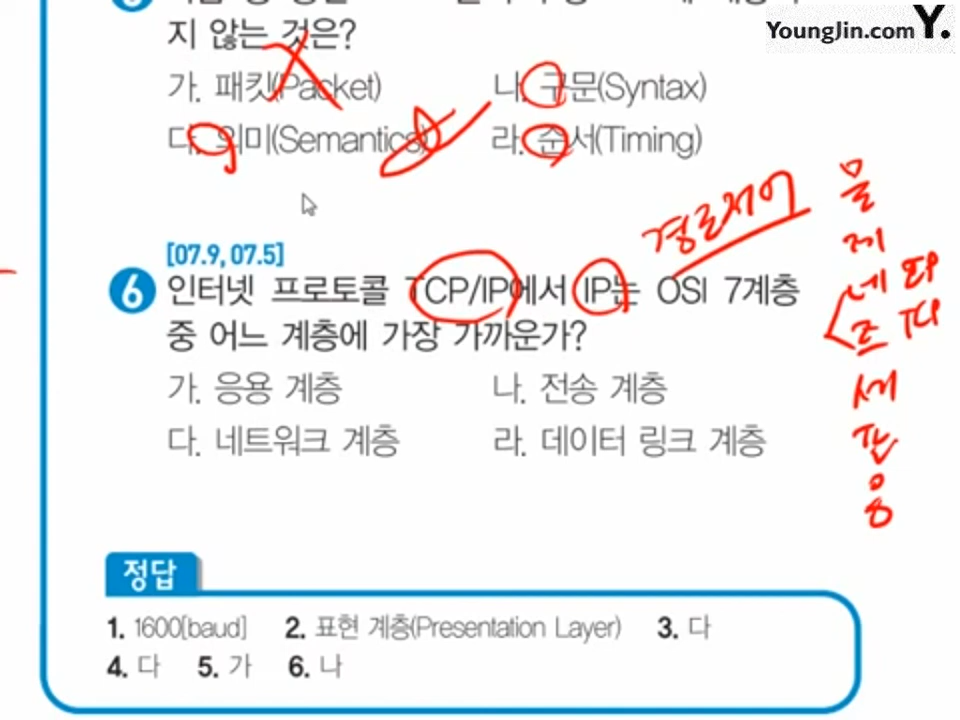 지 않는 것은?
YoungJin.com Y.
가. 패킷(Packet) 나. 구문(Syntax)
다. 의미(Semantics) 라. 순서(Timing)
경로제어
[07.9, 07.5]
6 인터넷 프로토콜 TCP/IP에서 IP는 OSI 7계층
중 어느 계층에 가장 가까운가?
가. 응용 계층 나. 전송 계층
다. 네트워크 계층 라. 데이터 링크 계층
물
네
트
세
응
정답
1. 1600[baud] 2. 표현 계층(Presentation Layer) 3. 다
4. 다 5. 가 6. 나